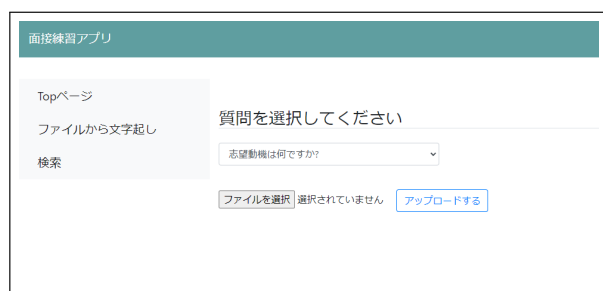 面接練習アプリ
Topページ
ファイルから文字起し
検索
質問を選択してください
志望動機は何ですか?
ファイルを選択 選択されていません アップロードする